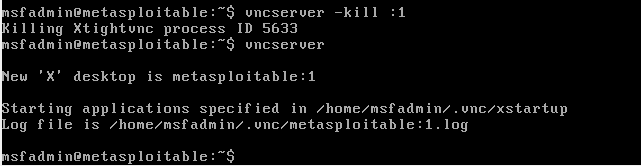 msfadmin@metasploitable:~$ vncserver -kill :1
Killing Xtightvnc process ID 5633
msfadmin@metasploitable:~$ vncserver
New 'X' desktop is metasploitable:1
Starting applications specified in /home/msfadmin/.vnc/xstartup
Log file is /home/msfadmin/.vnc/metasploitable:1.log
msfadmin@metasploitable:~$